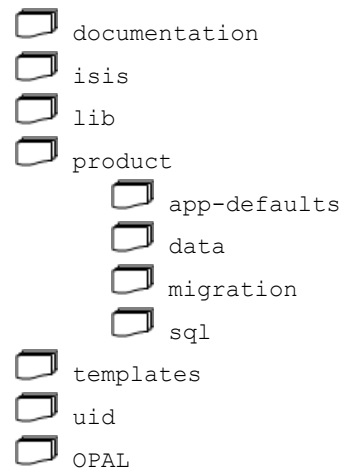 documentation
isis
lib
product
app-defaults
data
migration
sql
templates
uid
OPAL